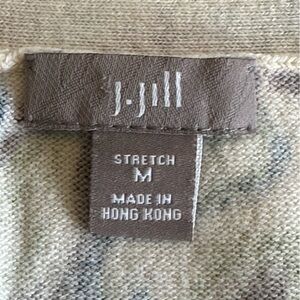 J.Jill
STRETCH
M
MADE IN
HONG KONG